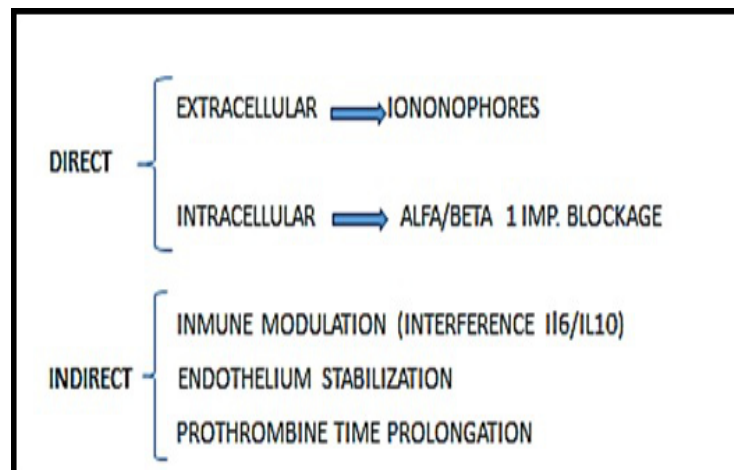 EXTRACELLULAR IONONOPHORES
DIRECT
INTRACELLULAR ALFA/BETA 1 IMP. BLOCKAGE
INMUNE MODULATION (INTERFERENCE Il6/IL10)
INDIRECT ENDOTHELIUM STABILIZATION
PROTHROMBINE TIME PROLONGATION